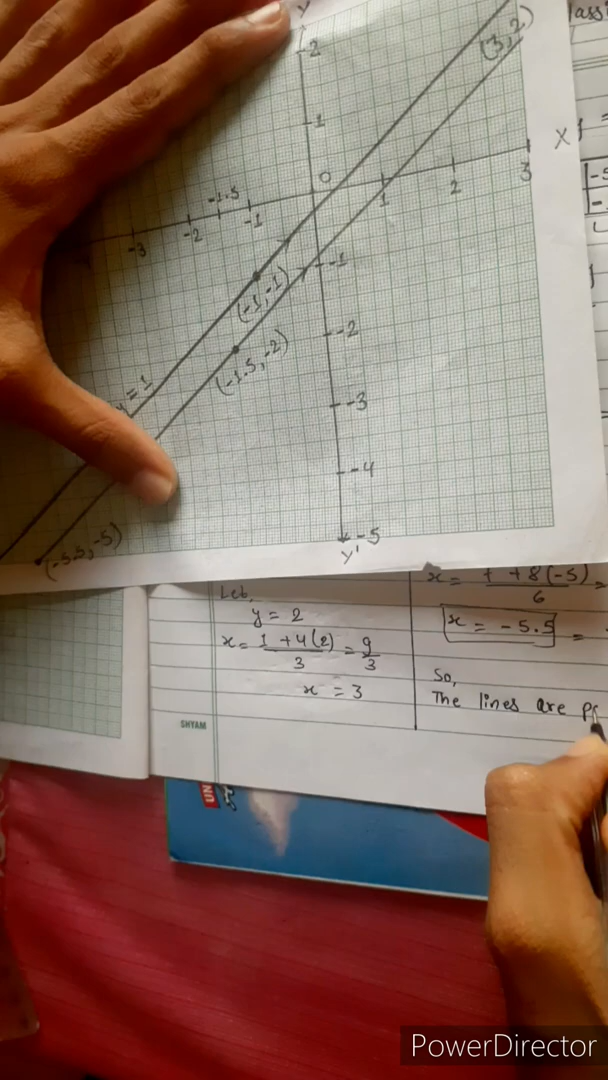 Y
2
(3,2)
1
X
0
-1.5
-3
-2
-1
1
2
3
-1
(-1,-1)
-2
(-1.5,-2)
y=1
-3
-4
(-5.5,-5)
-5
Y'
Let,
y = 2
x = 1 + 4(2) / 3 = 9 / 3
x = 3
+ 8(-5) / 6
x = -5.5 =
So,
The lines are
SHYAM
UN
PowerDirector